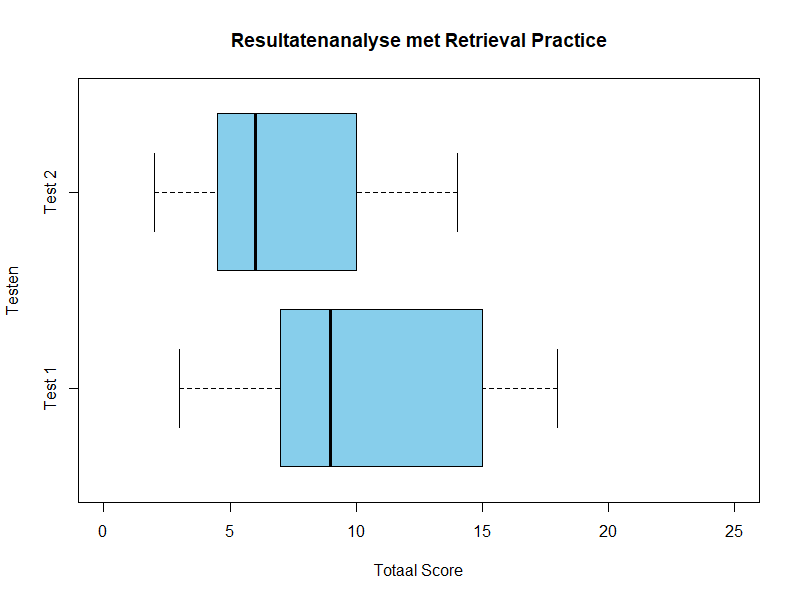 Resultatenanalyse met Retrieval Practice
Test 2
Testen
Test 1
0 5 10 15 20 25
Totaal Score